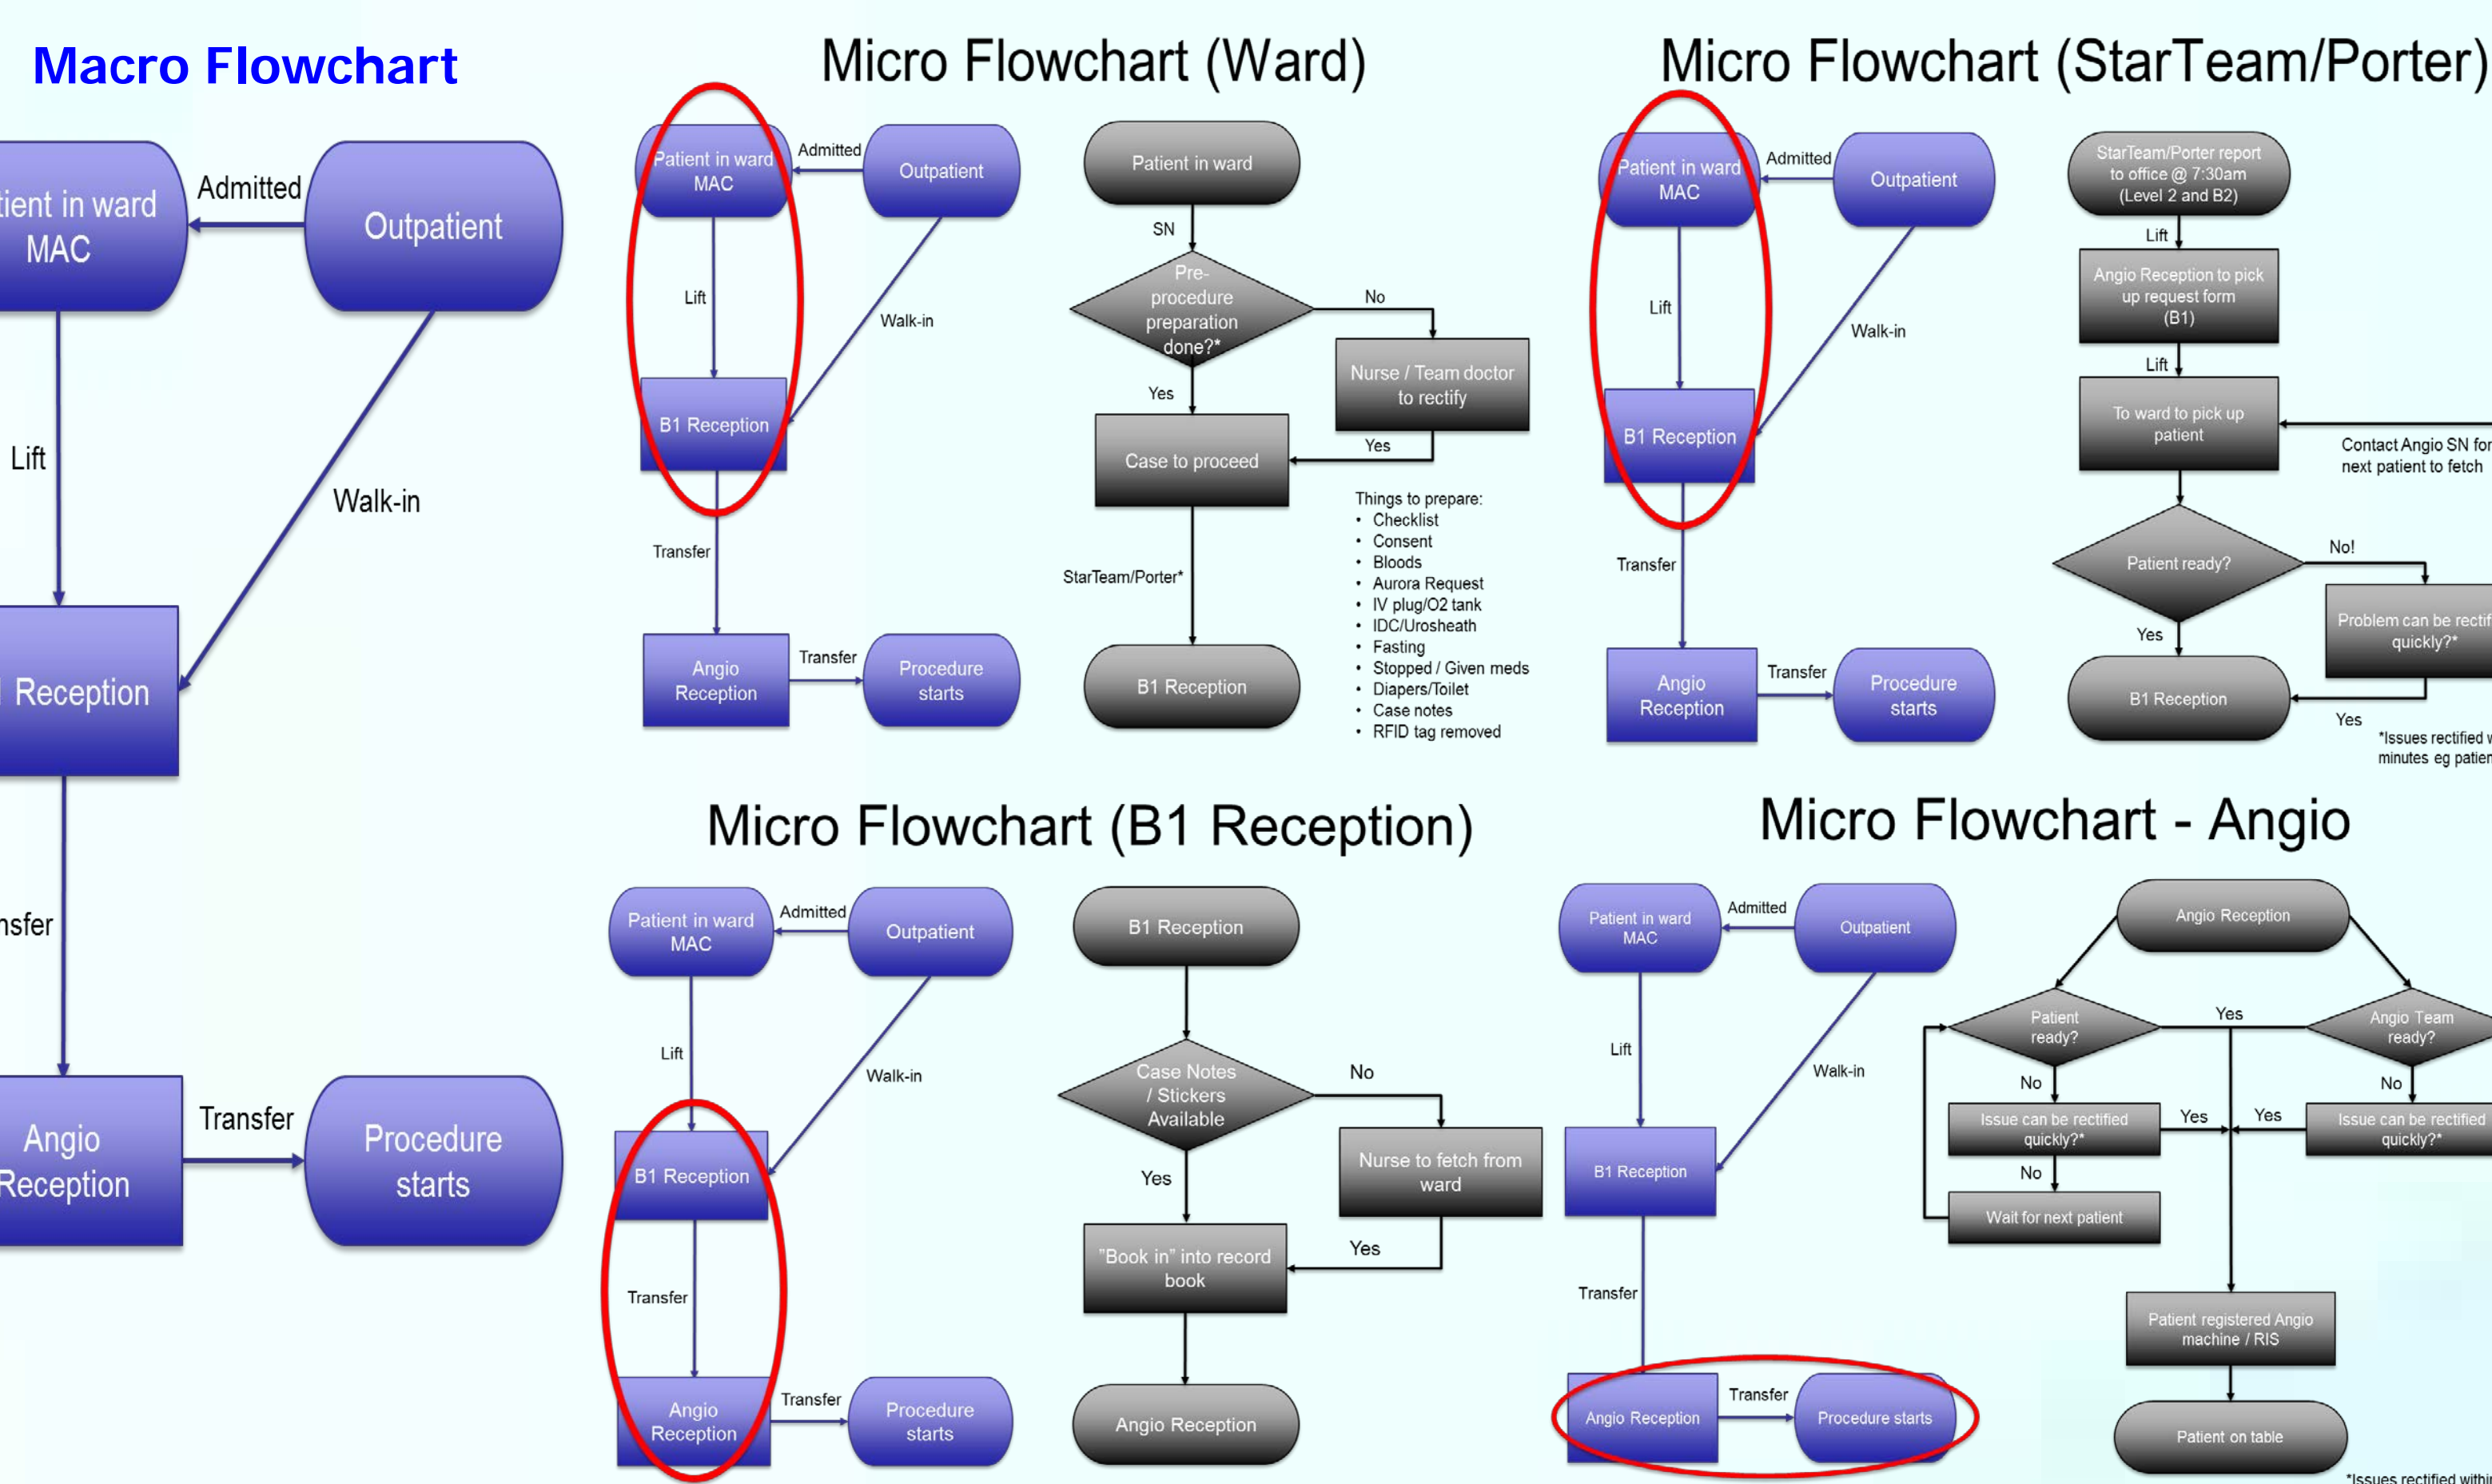 Macro Flowchart
in ward
MAC
Admitted
Outpatient
Lift
Walk-in
Reception
Angio
Transfer
Procedure
starts
Micro Flowchart (Ward)
Patient in ward
MAC
Admitted
Outpatient
Lift
Walk-in
B1 Reception
Transfer
Angio
Reception
Transfer
Procedure
starts
Patient in ward
SN
Pre-
procedure
preparation
done?*
No
Nurse / Team doctor
to rectify
Yes
Yes
Case to proceed
StarTeam/Porter*
B1 Reception
Things to prepare:
• Checklist
• Consent
• Bloods
• Aurora Request
• IV plug/O2 tank
• IDC/Urosheath
• Fasting
• Stopped / Given meds
• Diapers/Toilet
• Case notes
• RFID tag removed
Micro Flowchart (StarTeam/Porter)
Patient in ward
MAC
Admitted
Outpatient
Lift
Walk-in
B1 Reception
Transfer
Angio
Reception
Transfer
Procedure
starts
StarTeam/Porter report
to office @ 7:30am
(Level 2 and B2)
Lift
Angio Reception to pick
up request form
(B1)
Lift
To ward to pick up
patient
Contact Angio SN for
next patient to fetch
Patient ready?
No!
Problem can be
quickly?*
Yes
B1 Reception
Yes
*Issues rectified
minutes eg
Micro Flowchart (B1 Reception)
Patient in ward
MAC
Admitted
Outpatient
Lift
Walk-in
B1 Reception
Transfer
Angio
Reception
Transfer
Procedure
starts
B1 Reception
Case Notes
/ Stickers
Available
No
Nurse to fetch from
ward
Yes
Yes
"Book in" into record
book
Angio Reception
Micro Flowchart - Angio
Patient in ward
MAC
Admitted
Outpatient
Lift
Walk-in
B1 Reception
Transfer
Angio Reception
Transfer
Procedure starts
Angio Reception
Patient
ready?
Yes
Angio Team
ready?
No
No
Issue can be rectified
quickly?*
Yes
Yes
Issue can be rectified
quickly?*
No
Wait for next patient
Patient registered Angio
machine / RIS
Patient on table
*Issues rectified within